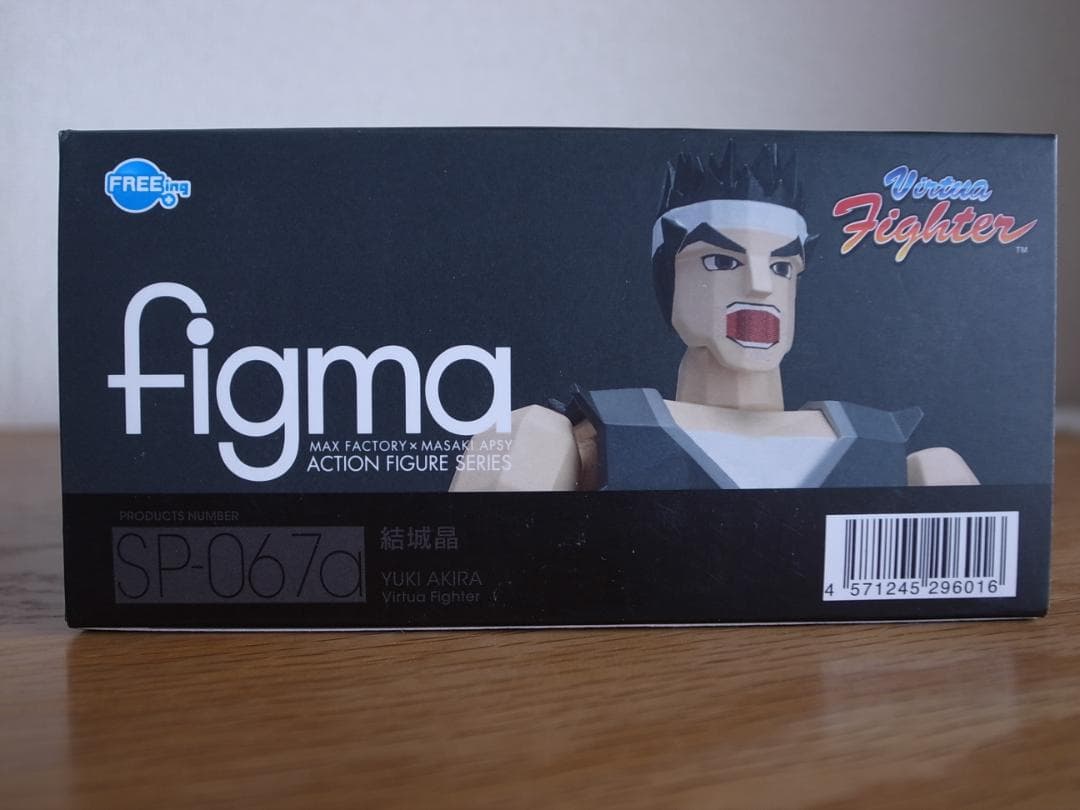 FREEing
Virtua
Fighter
TM
figma
MAX FACTORY × MASAKI APSY
ACTION FIGURE SERIES
PRODUCTS NUMBER
SP-067a
結城晶
YUKI AKIRA
Virtua Fighter
4 571245 296016